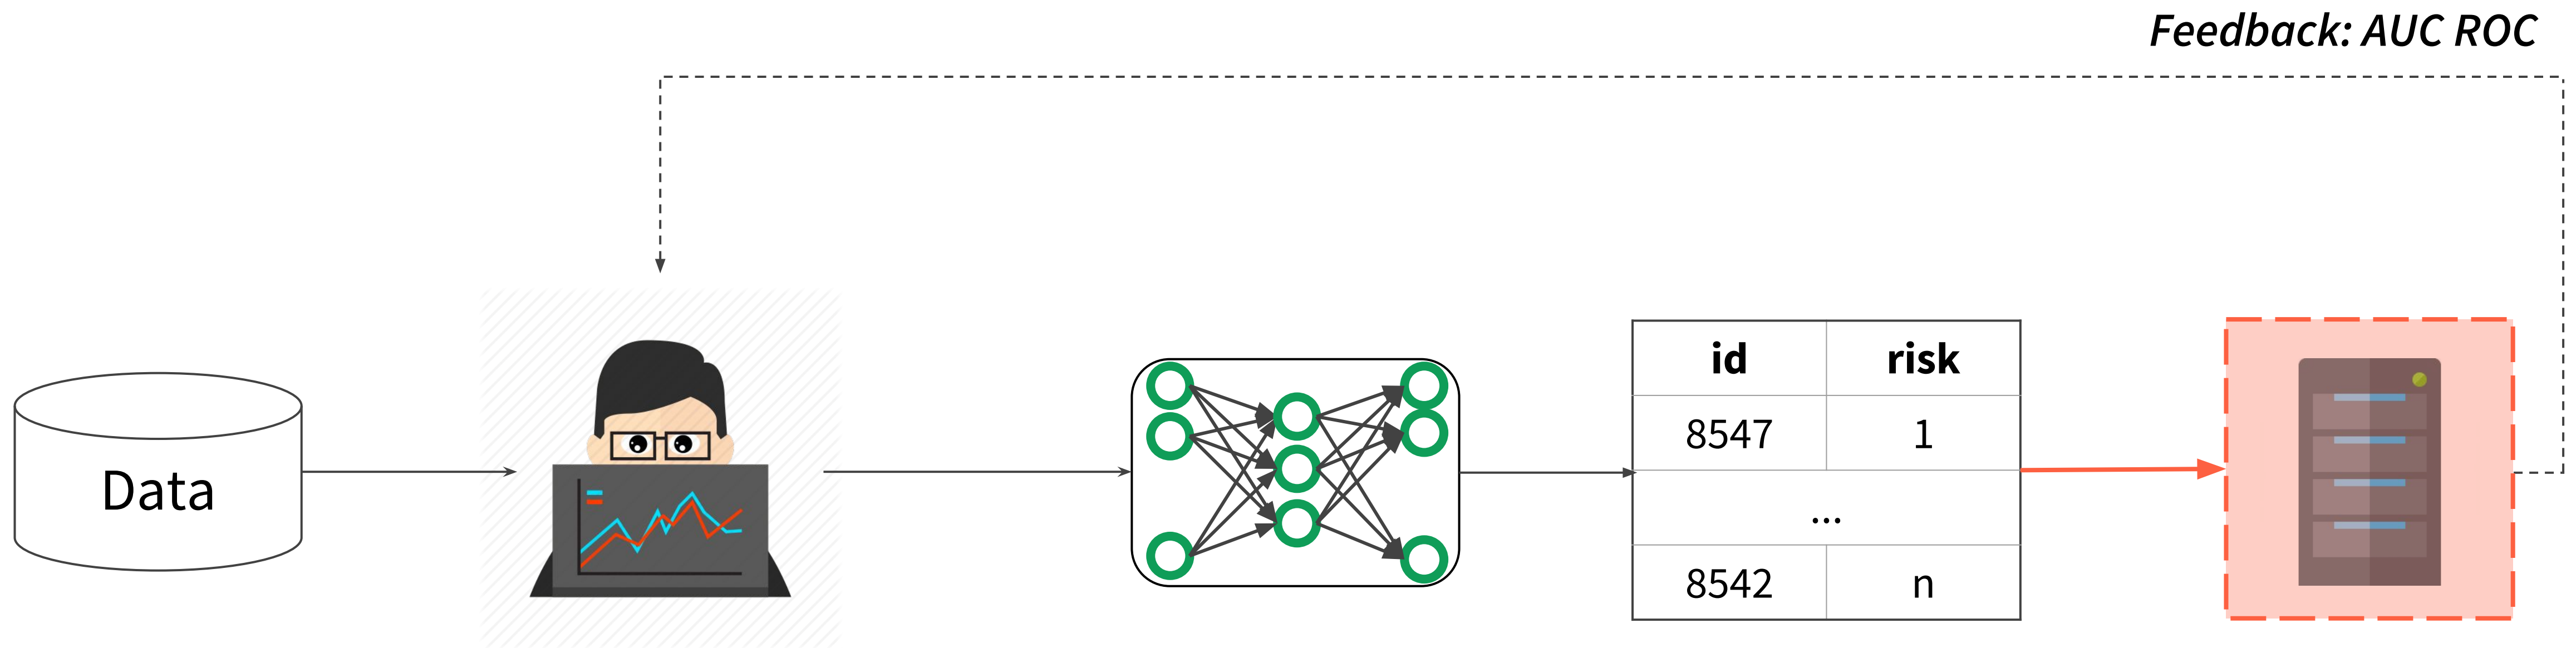 Feedback: AUC ROC
Data
id risk
8547 1
...
8542 n